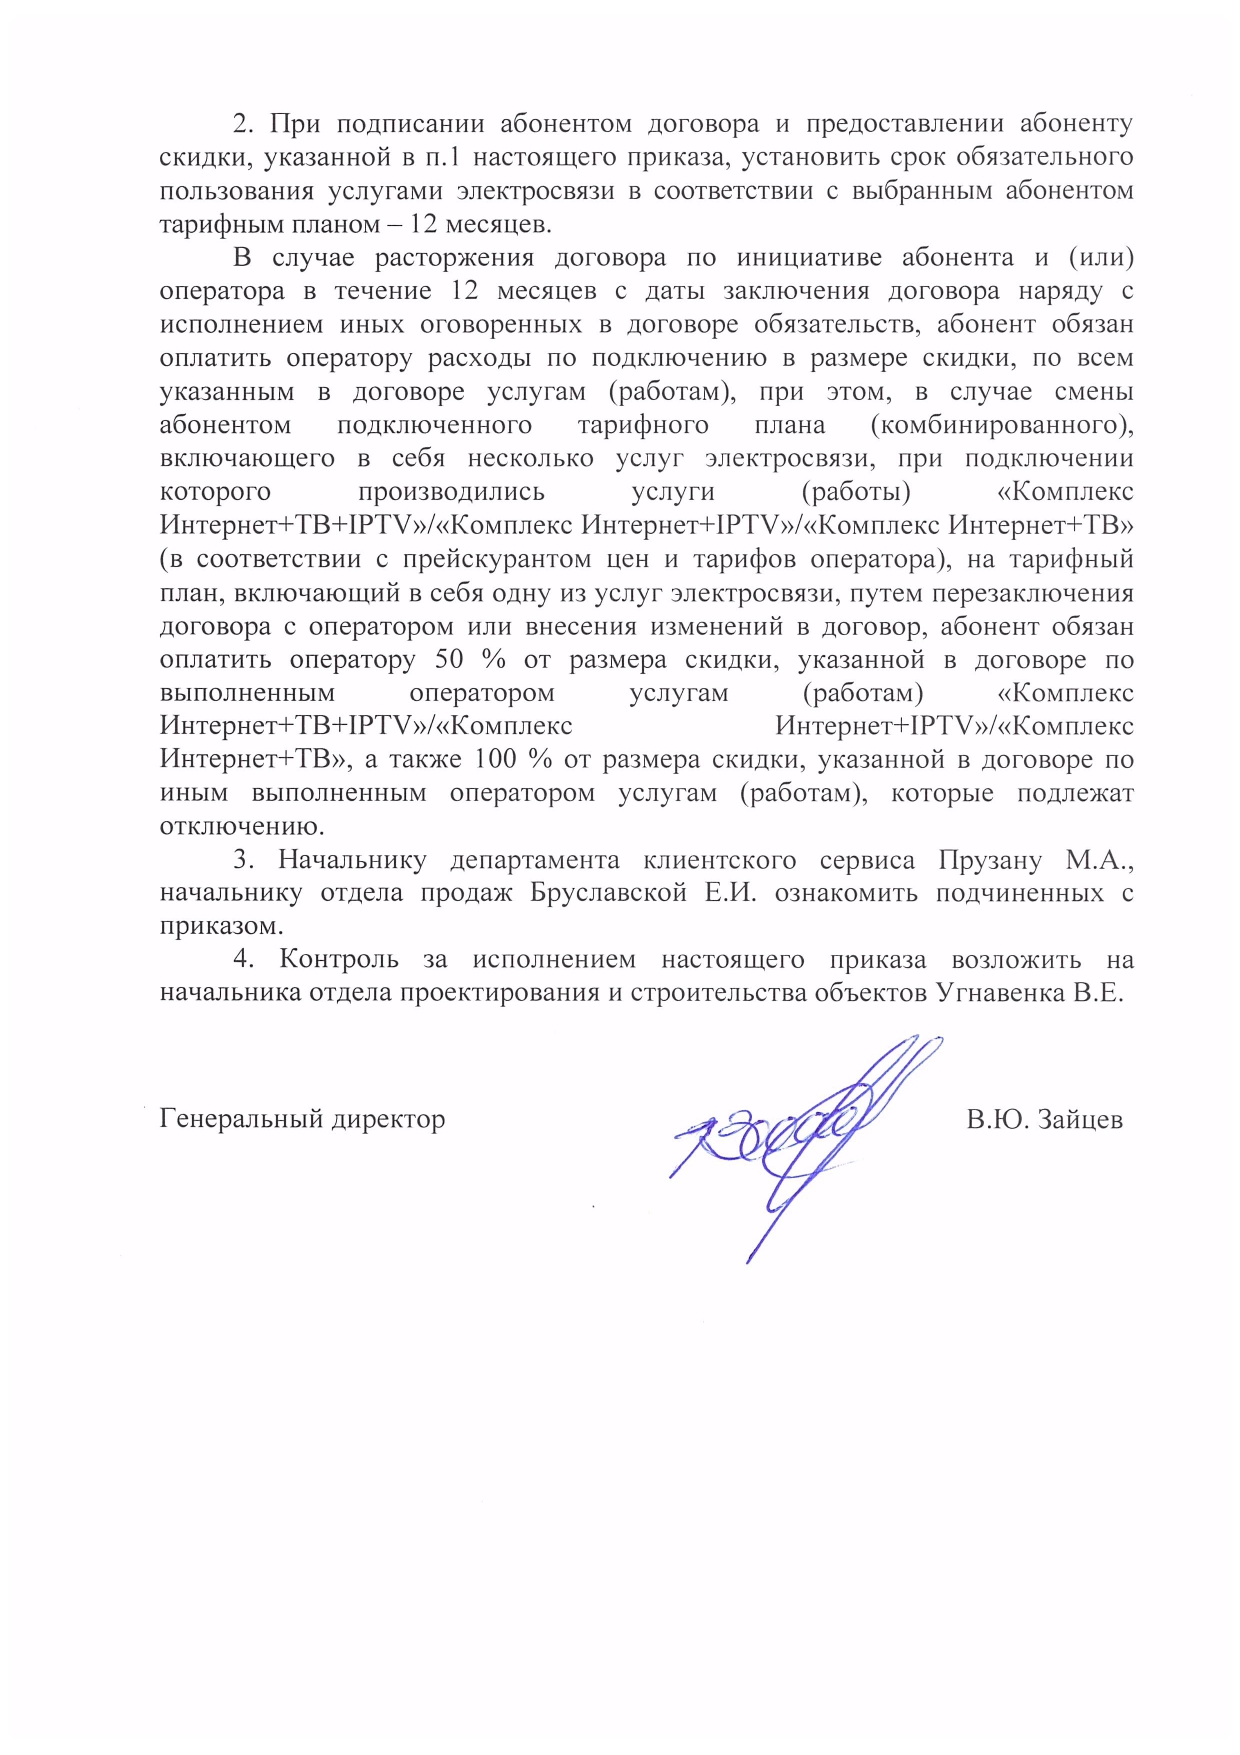 2. При подписании абонентом договора и предоставлении абоненту
скидки, указанной в п.1 настоящего приказа, установить срок обязательного
пользования услугами электросвязи в соответствии с выбранным абонентом
тарифным планом – 12 месяцев.
В случае расторжения договора по инициативе абонента и (или)
оператора в течение 12 месяцев с даты заключения договора наряду с
исполнением иных оговоренных в договоре обязательств, абонент обязан
оплатить оператору расходы по подключению в размере скидки, по всем
указанным в договоре услугам (работам), при этом, в случае смены
абонентом подключенного тарифного плана (комбинированного),
включающего в себя несколько услуг электросвязи, при подключении
которого производились услуги (работы) «Комплекс
Интернет+ТВ+IPTV»/«Комплекс Интернет+IPTV»/«Комплекс Интернет+ТВ»
(в соответствии с прейскурантом цен и тарифов оператора), на тарифный
план, включающий в себя одну из услуг электросвязи, путем перезаключения
договора с оператором или внесения изменений в договор, абонент обязан
оплатить оператору 50 % от размера скидки, указанной в договоре по
выполненным оператором услугам (работам) «Комплекс
Интернет+ТВ+IPTV»/«Комплекс Интернет+IPTV»/«Комплекс
Интернет+ТВ», а также 100 % от размера скидки, указанной в договоре по
иным выполненным оператором услугам (работам), которые подлежат
отключению.
3. Начальнику департамента клиентского сервиса Прузану М.А.,
начальнику отдела продаж Бруславской Е.И. ознакомить подчиненных с
приказом.
4. Контроль за исполнением настоящего приказа возложить на
начальника отдела проектирования и строительства объектов Угнавенка В.Е.
Генеральный директор В.Ю. Зайцев